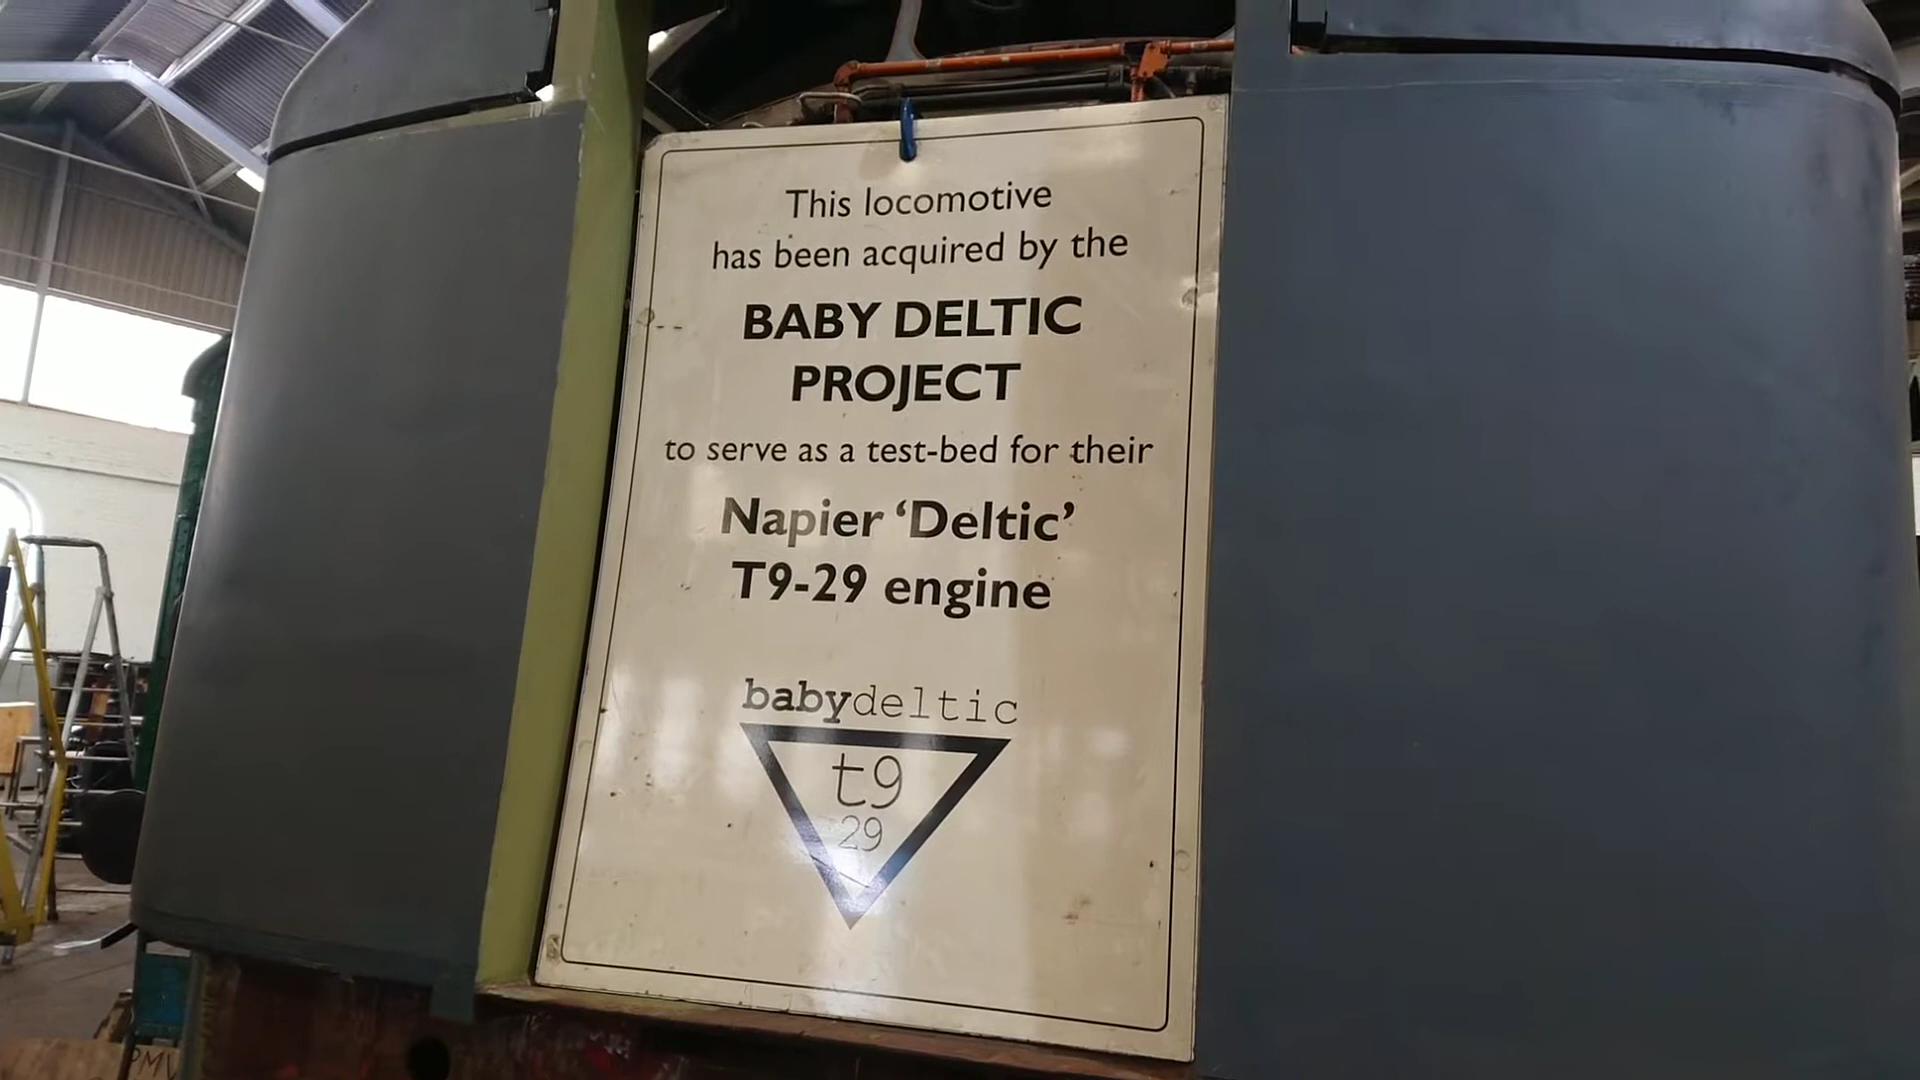 This locomotive
has been acquired by the
BABY DELTIC
PROJECT
to serve as a test-bed for their
Napier ‘Deltic’
T9-29 engine
babydeltic
t9
29